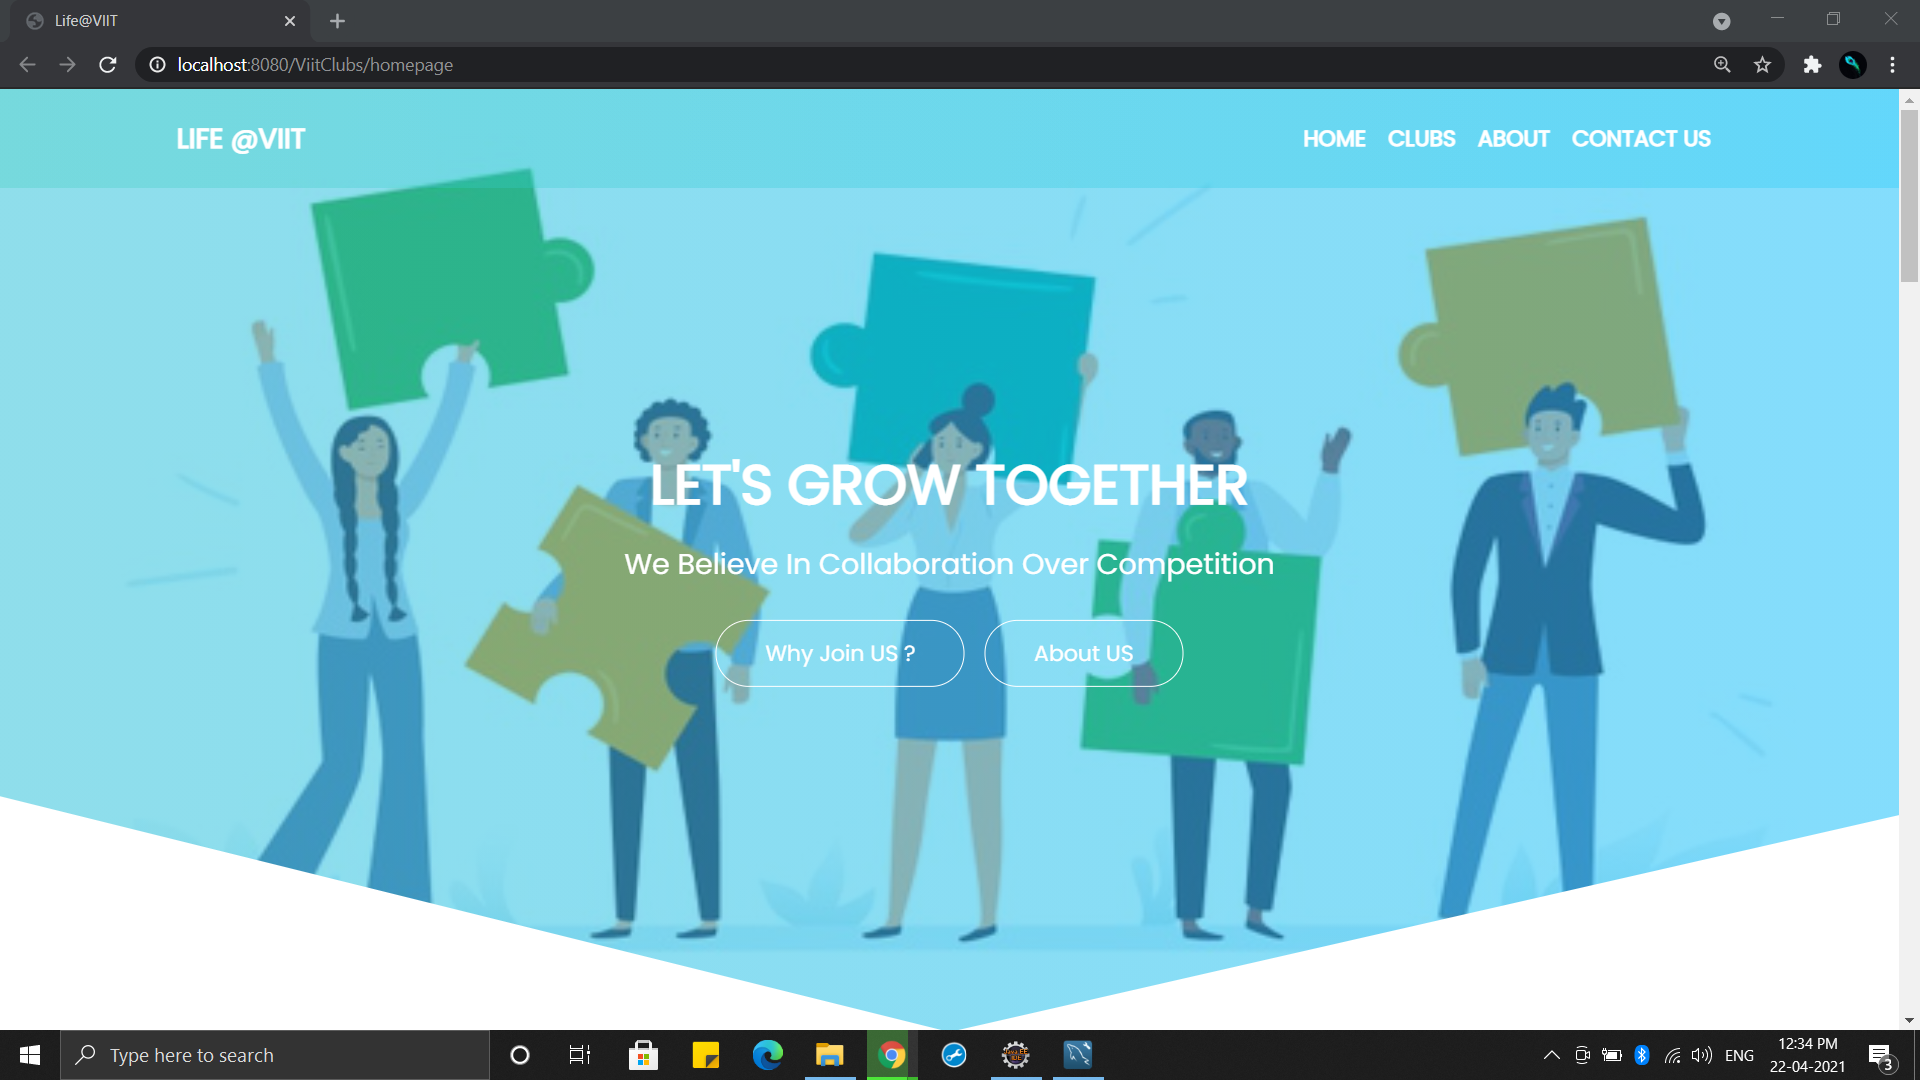 Life@VIIT
localhost:8080/ViitClubs/homepage
LIFE @VIIT
HOME CLUBS ABOUT CONTACT US
LET'S GROW TOGETHER
We Believe In Collaboration Over Competition
Why Join US ?
About US
Type here to search
ENG
12:34 PM
22-04-2021
3